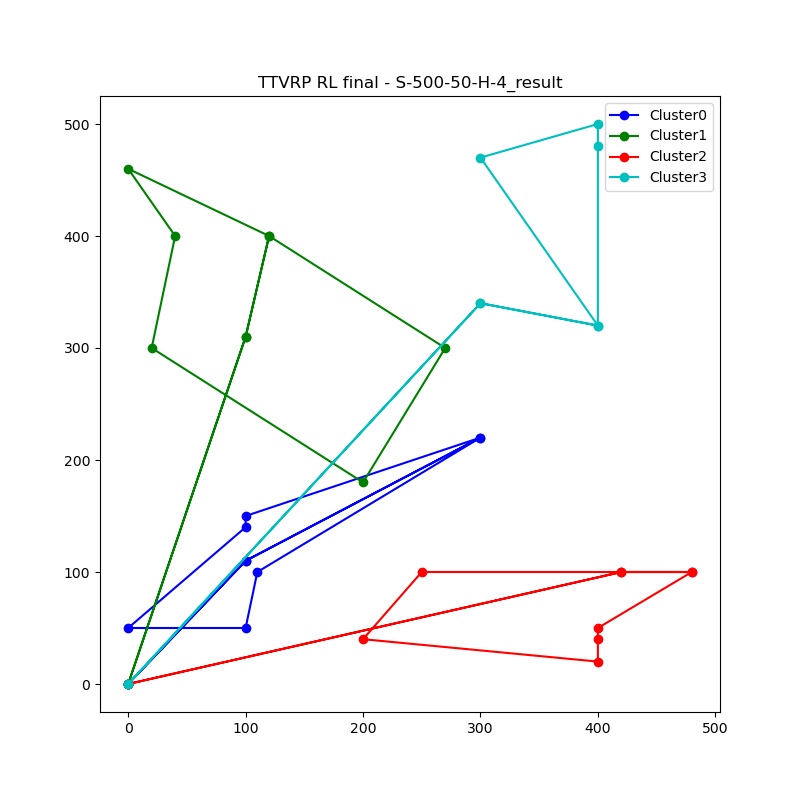 TTVRP RL final - S-500-50-H-4_result
Cluster0
Cluster1
Cluster2
Cluster3
500
400
300
200
100
0
0 100 200 300 400 500